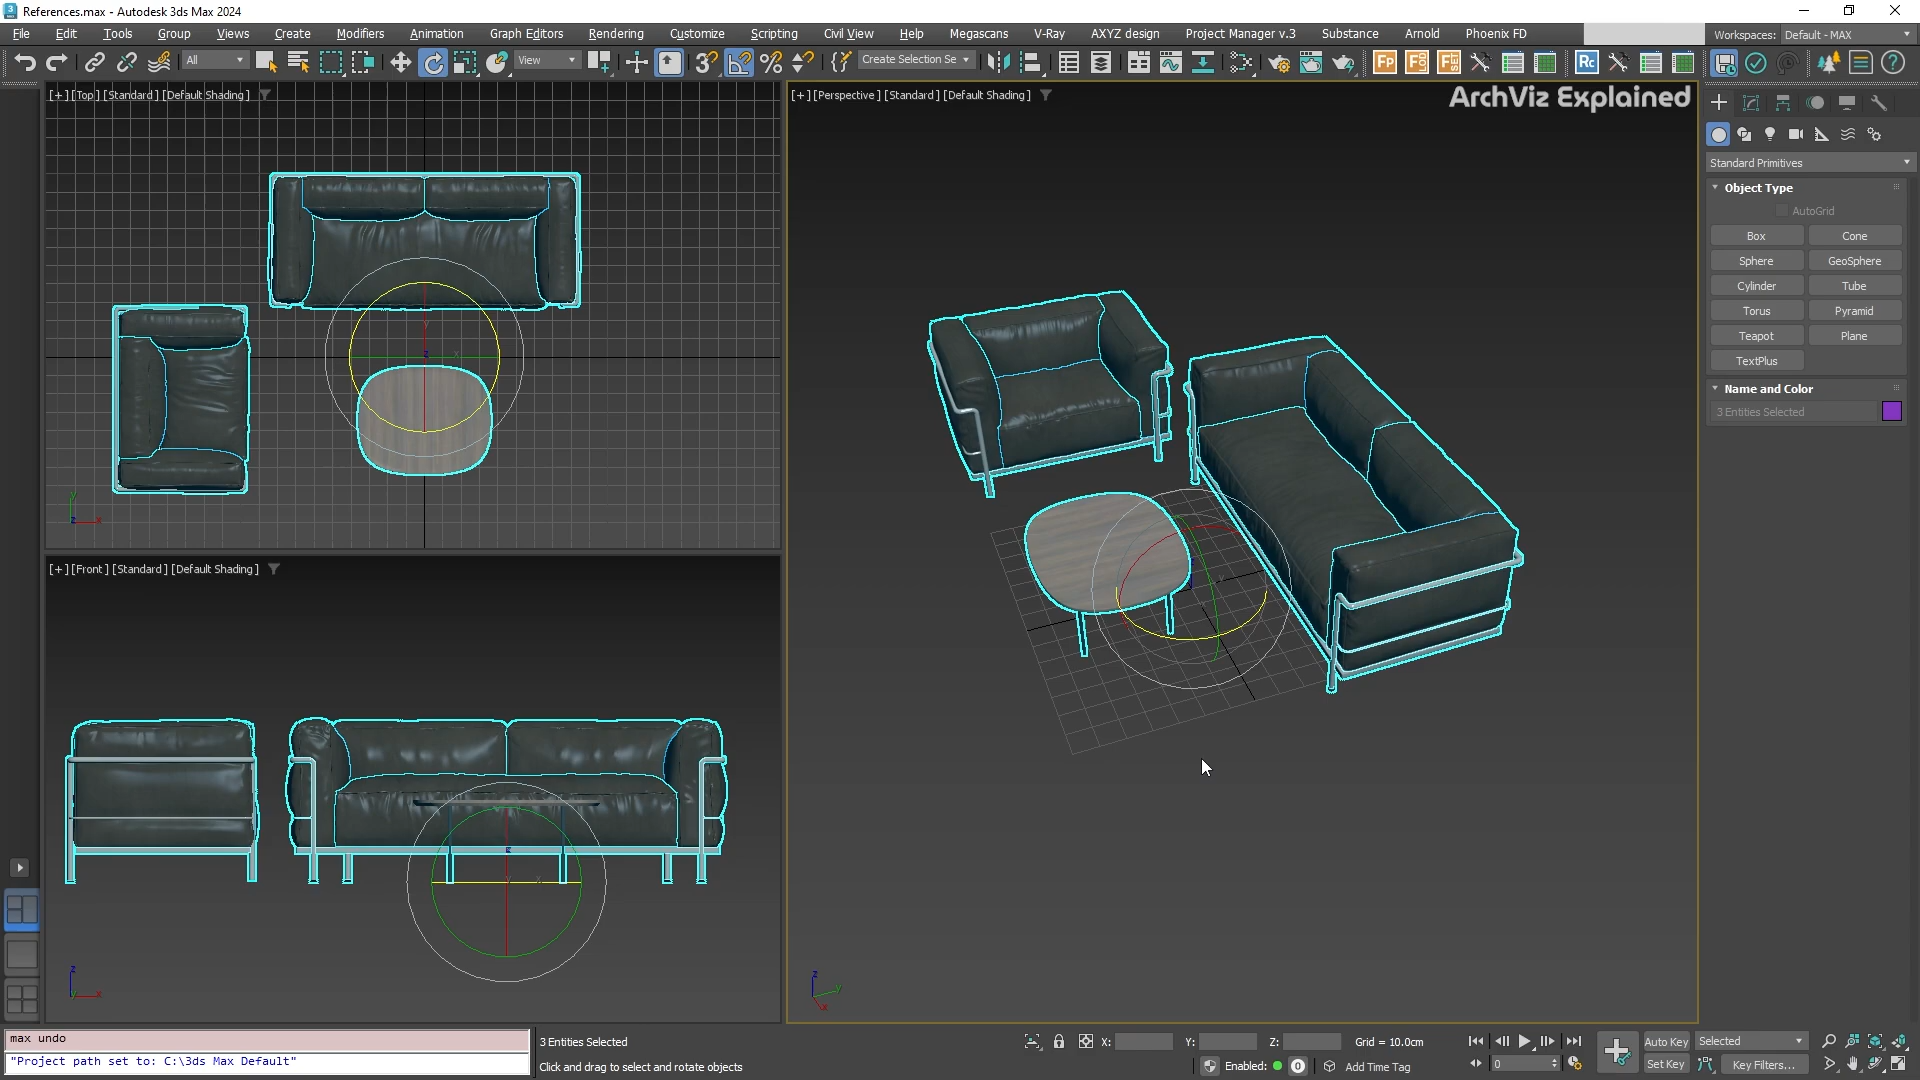 References.max - Autodesk 3ds Max 2024
File Edit Tools Group Views Create Modifiers Animation Graph Editors Rendering Customize Scripting Civil View Help Megascans V-Ray AXYZ design Project Manager v.3 Substance Arnold Phoenix FD Workspaces: Default - MAX
All View 3 Create Selection Se FP Rc
[+] [Top] [Standard] [Default Shading]
[+] [Perspective] [Standard] [Default Shading]
ArchViz Explained
Standard Primitives
Object Type
AutoGrid
Box Cone
Sphere GeoSphere
Cylinder Tube
Torus Pyramid
Teapot Plane
TextPlus
Name and Color
3 Entities Selected
[+] [Front] [Standard] [Default Shading]
max undo
"Project path set to: C:\3ds Max Default"
3 Entities Selected X: Y: Z: Grid = 10.0cm Auto Key Selected
Click and drag to select and rotate objects Enabled: 0 Add Time Tag 0 Set Key Key Filters...